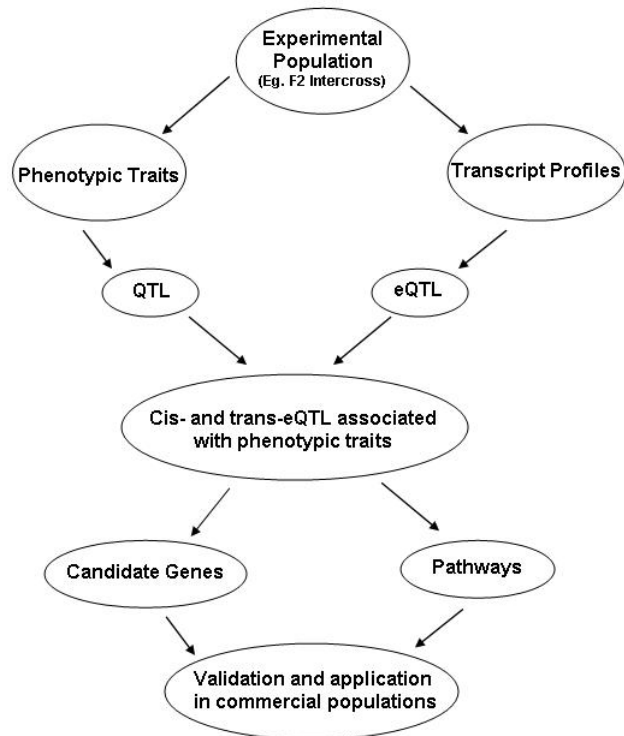 Experimental
Population
(Eg. F2 Intercross)
Phenotypic Traits
Transcript Profiles
QTL
eQTL
Cis- and trans-eQTL associated
with phenotypic traits
Candidate Genes
Pathways
Validation and application
in commercial populations